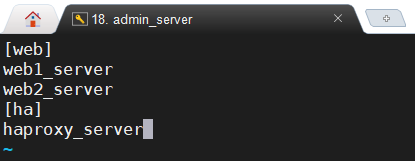 18. admin_server
[web]
web1_server
web2_server
[ha]
haproxy_server
~